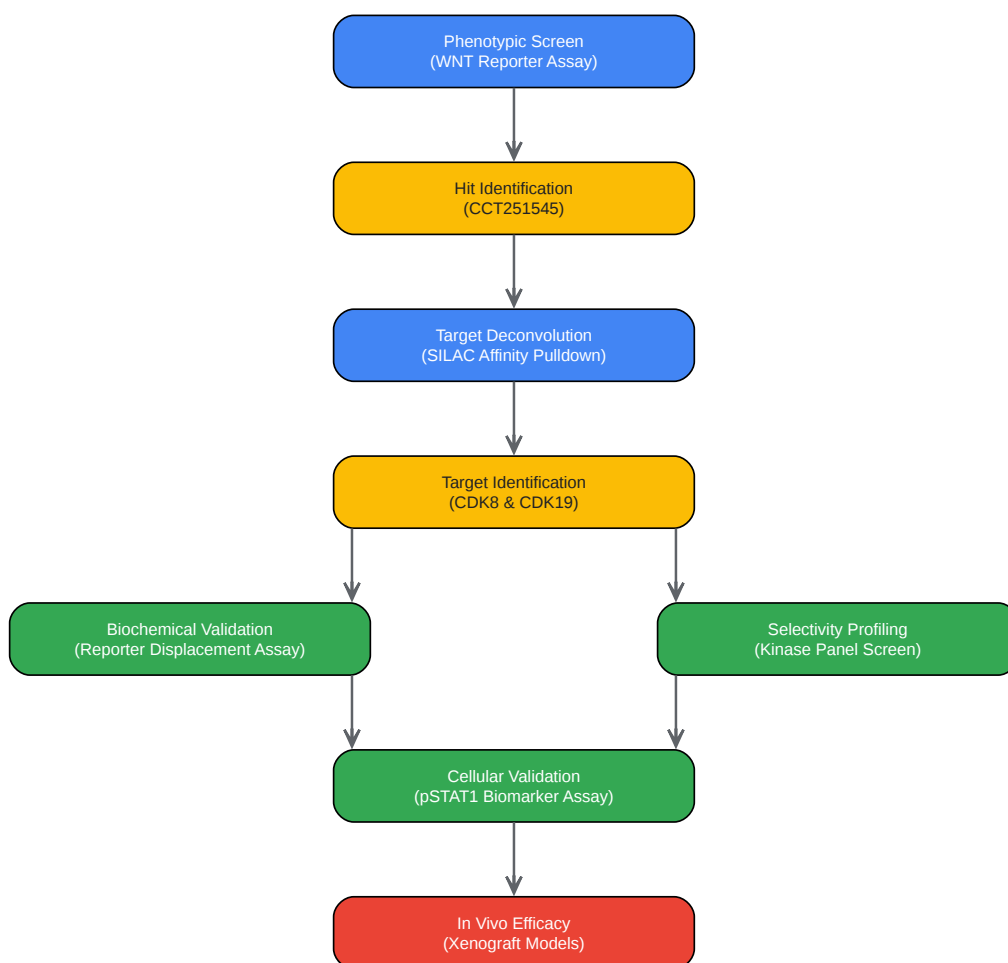 Phenotypic Screen
(WNT Reporter Assay)
Hit Identification
(CCT251545)
Target Deconvolution
(SILAC Affinity Pulldown)
Target Identification
(CDK8 & CDK19)
Biochemical Validation
(Reporter Displacement Assay)
Selectivity Profiling
(Kinase Panel Screen)
Cellular Validation
(pSTAT1 Biomarker Assay)
In Vivo Efficacy
(Xenograft Models)